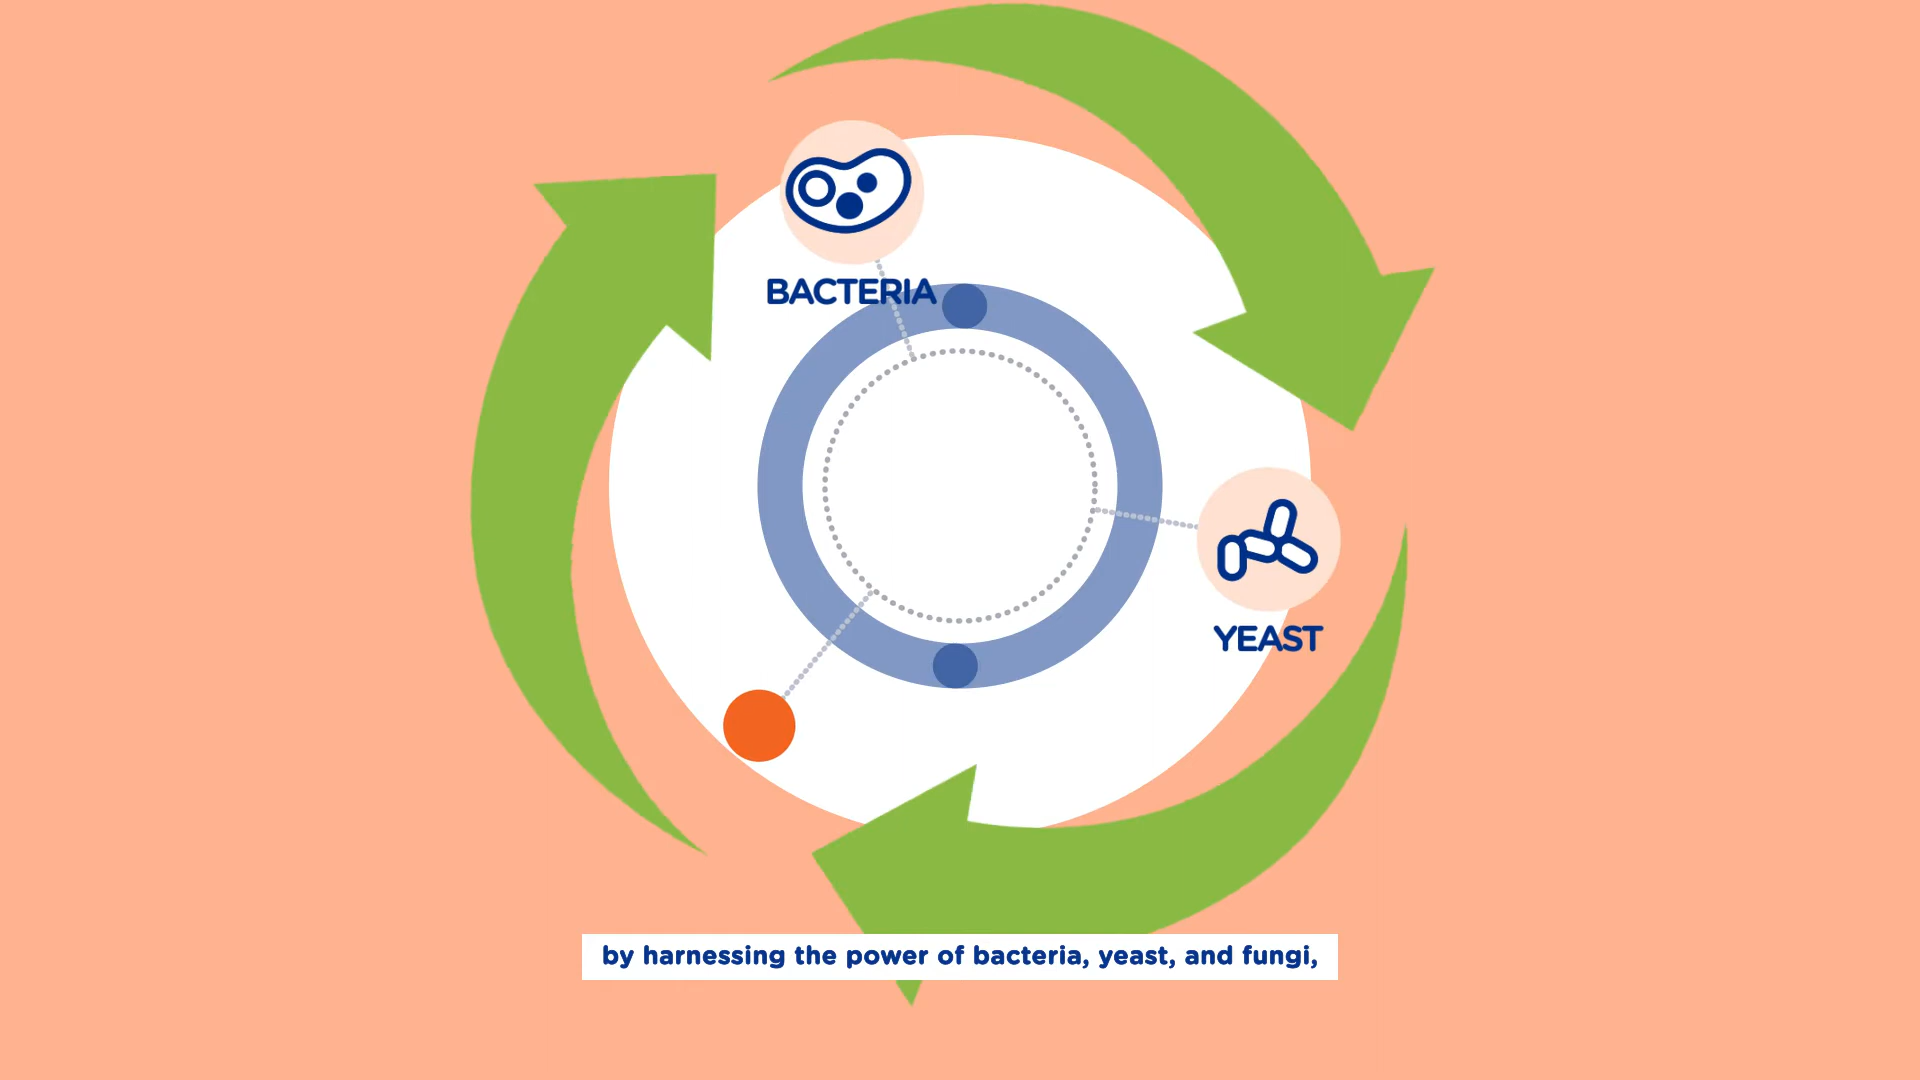 BACTERIA
YEAST
by harnessing the power of bacteria, yeast, and fungi,